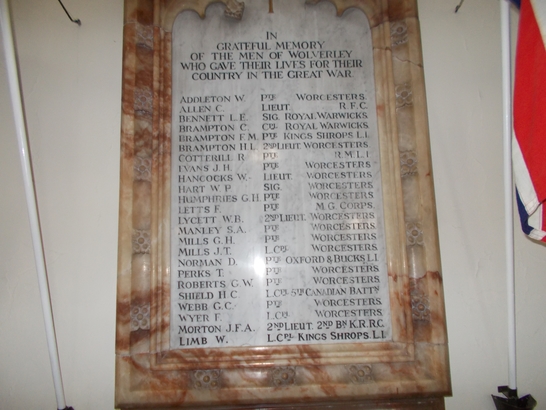 IN
GRATEFUL MEMORY
OF THE MEN OF WOLVERLEY
WHO GAVE THEIR LIVES FOR THEIR
COUNTRY IN THE GREAT WAR
ADDLETON W. PTE WORCESTERS.
ALLEN C. LIEUT. R.F.C.
BENNETT L.E. SIG. ROYAL WARWICKS.
BRAMPTON C. CPL ROYAL WARWICKS.
BRAMPTON F.M. PTE KINGS SHROPS L.I.
BRAMPTON H.L. 2ND LIEUT. WORCESTERS.
COTTERILL R. PTE R.M.L.I.
EVANS J.H. PTE WORCESTERS.
HANCOCKS W. LIEUT. WORCESTERS.
HART W.P. SIG. WORCESTERS.
HUMPHRIES G.H. PTE WORCESTERS.
LETTS F. PTE M.G. CORPS.
LYCETT W.B. 2ND LIEUT. WORCESTERS.
MANLEY S.A. PTE WORCESTERS.
MILLS G.H. PTE WORCESTERS.
MILLS J.T. L.CPL WORCESTERS.
NORMAN D. PTE OXFORD & BUCKS L.I.
PERKS T. PTE WORCESTERS.
ROBERTS G.W. PTE WORCESTERS.
SHIELD H.C. L.CPL 5TH CANADIAN BATTN
WEBB G.C. PTE WORCESTERS.
WYER F. L.CPL WORCESTERS.
MORTON J.F.A. 2ND LIEUT. 2ND BN K.R.R.C.
LIMB W. L.CPL KINGS SHROPS L.I.